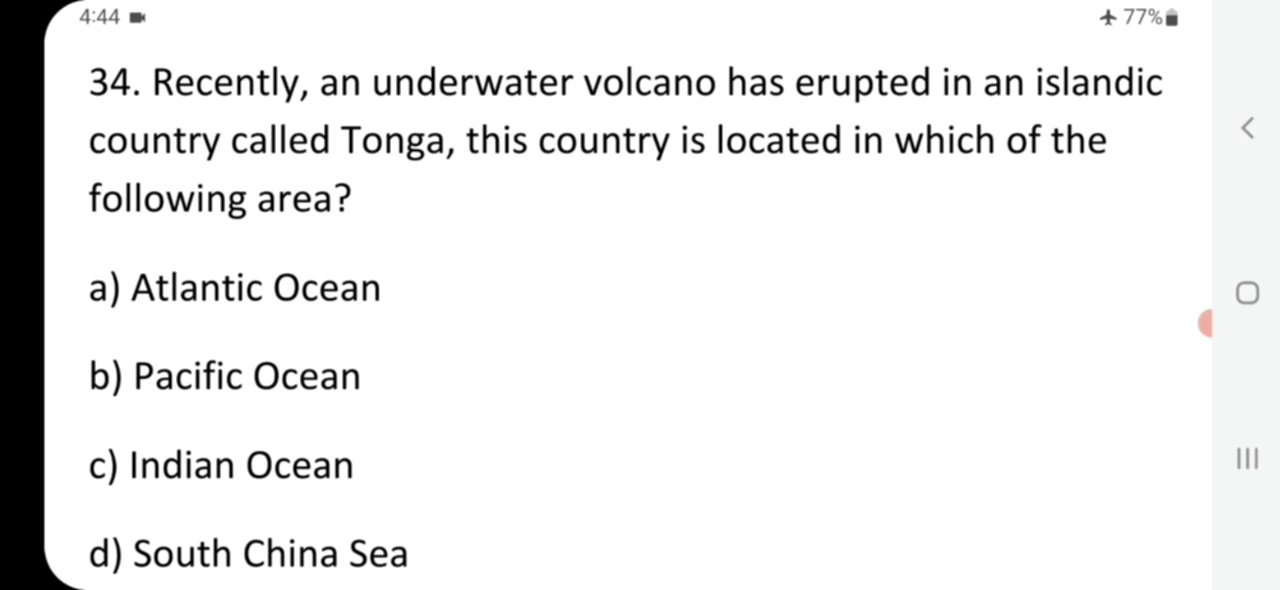 4:44
77%
34. Recently, an underwater volcano has erupted in an islandic
country called Tonga, this country is located in which of the
following area?
a) Atlantic Ocean
b) Pacific Ocean
c) Indian Ocean
d) South China Sea